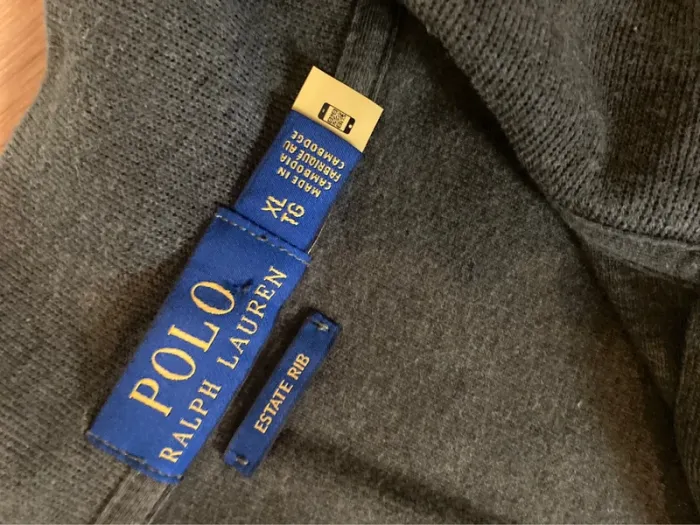 MADE IN
CAMBODIA
FABRIQUÉ AU
CAMBODGE
XL
TG
POLO
RALPH LAUREN
ESTATE RIB